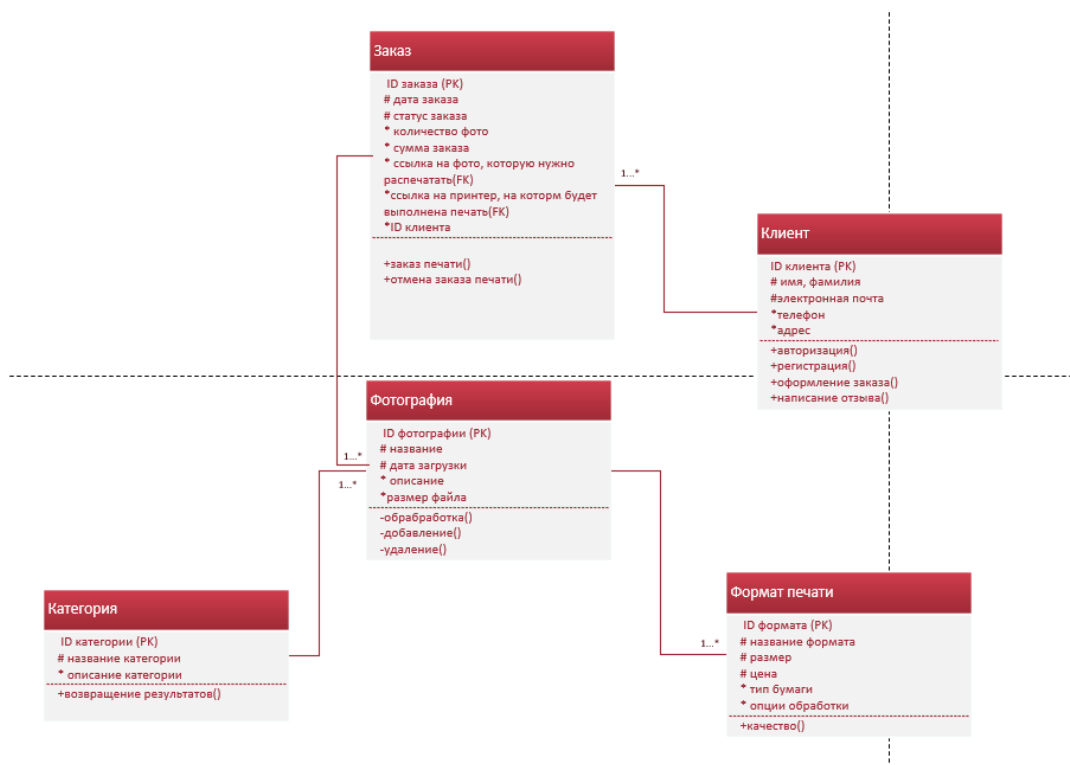 Заказ
ID заказа (PK)
# дата заказа
# статус заказа
* количество фото
* сумма заказа
* ссылка на фото, которую нужно
распечатать(FK)
*ссылка на принтер, на котором будет
выполнена печать(FK)
*ID клиента
+заказ печати()
+отмена заказа печати()
1...*
Клиент
ID клиента (PK)
# имя, фамилия
#электронная почта
*телефон
*адрес
+авторизация()
+регистрация()
+оформление заказа()
+написание отзыва()
Фотография
ID фотографии (PK)
# название
# дата загрузки
* описание
*размер файла
-обрабработка()
-добавление()
-удаление()
1...*
1...*
Категория
ID категории (PK)
# название категории
* описание категории
+возвращение результатов()
1...*
Формат печати
ID формата (PK)
# название формата
# размер
# цена
* тип бумаги
* опции обработки
+качество()